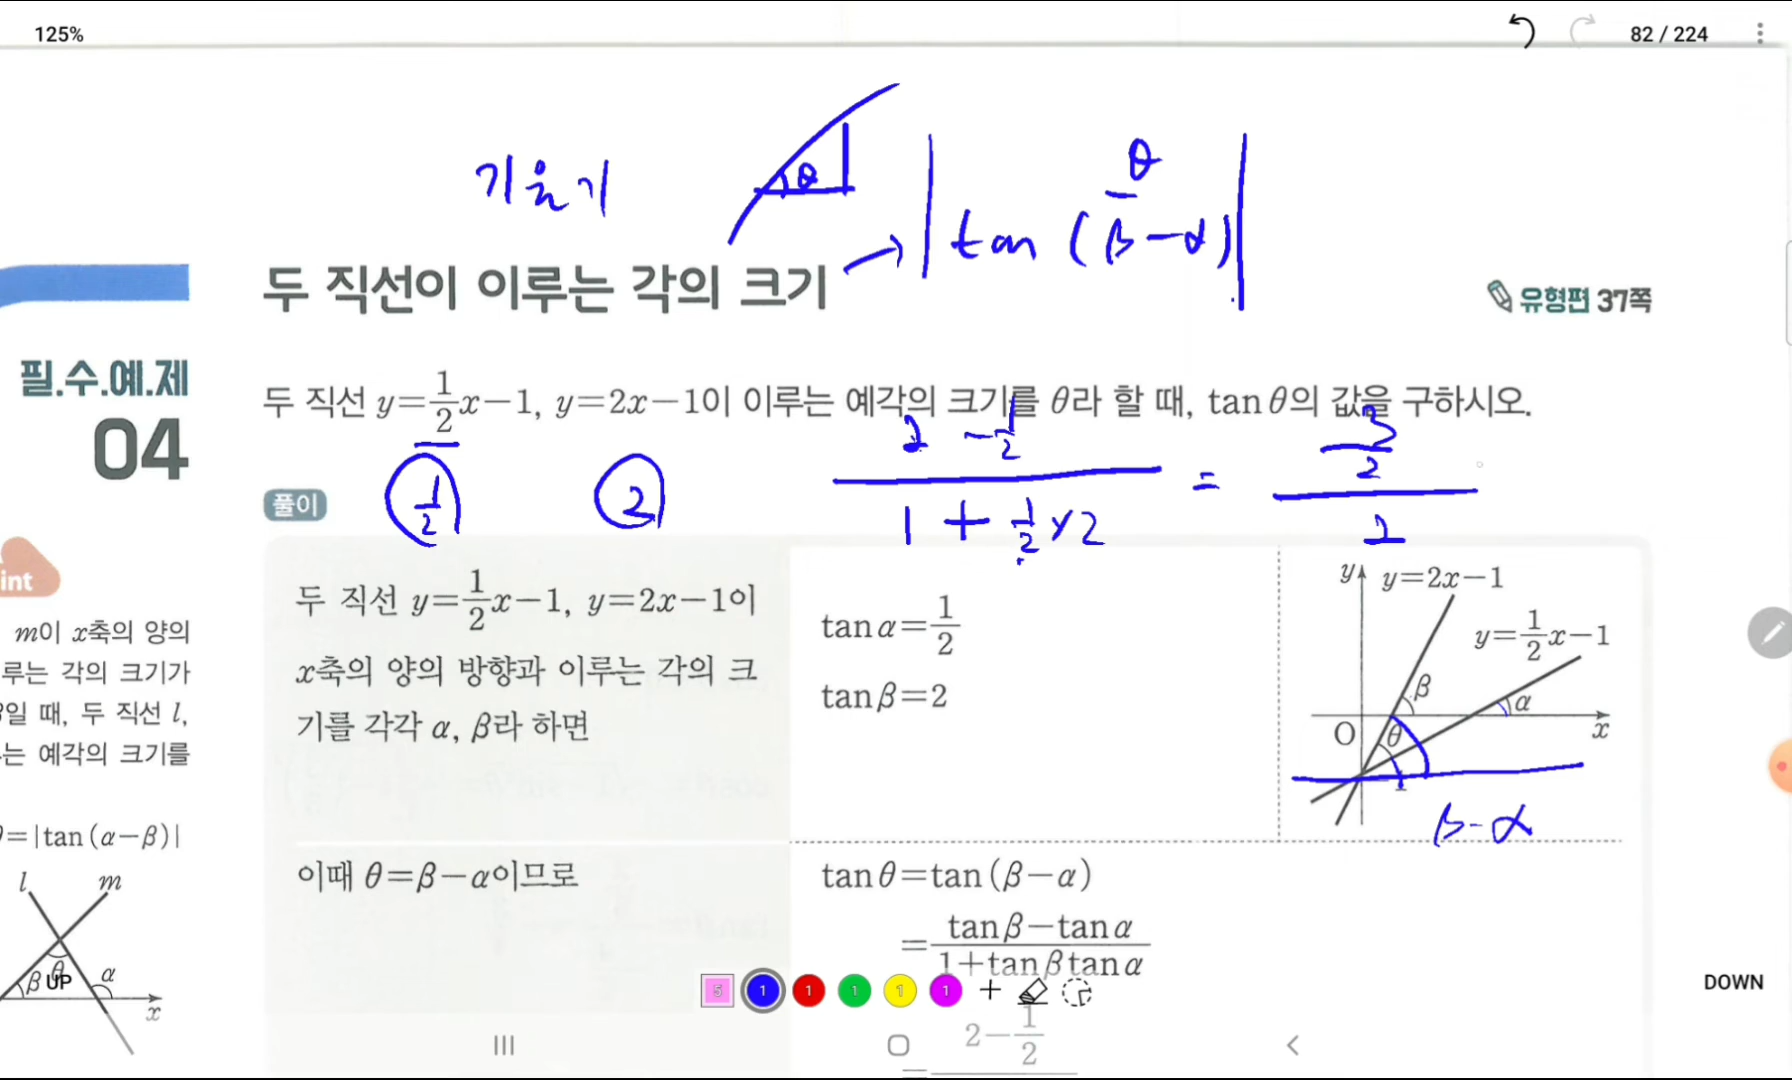 125%
82 / 224
기울기
θ
θ
|tan (β-α)|
두 직선이 이루는 각의 크기
유형편 37쪽
필.수.예.제
04
두 직선 y=1/2x-1, y=2x-1이 이루는 예각의 크기를 θ라 할 때, tanθ의 값을 구하시오.
풀이
1/2
2
2 - 1/2
1 + 1/2 × 2
=
3/2
2
int
m이 x축의 양의
루는 각의 크기가
일 때, 두 직선 l,
는 예각의 크기를
=|tan(α-β)|
l
m
β
θ
α
x
UP
두 직선 y=1/2x-1, y=2x-1이
x축의 양의 방향과 이루는 각의 크
기를 각각 α, β라 하면
tanα=1/2
tanβ=2
y
y=2x-1
y=1/2x-1
β
α
O
θ
x
β-α
이때 θ=β-α이므로
tanθ=tan(β-α)
=tanβ-tanα
1+tanβtanα
5
1
1
1
1
1
DOWN
2-1/2
=